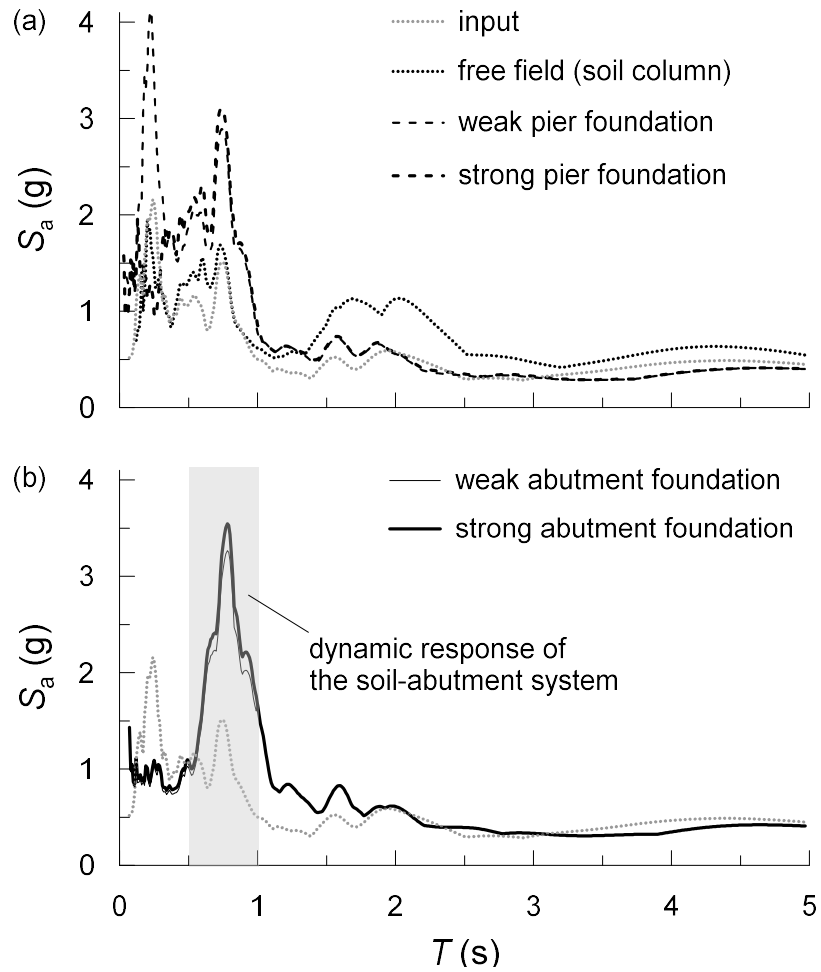 (a)
4
3
2
1
0
Sa (g)
input
free field (soil column)
weak pier foundation
strong pier foundation
(b)
4
3
2
1
0
Sa (g)
weak abutment foundation
strong abutment foundation
dynamic response of
the soil-abutment system
0 1 2 3 4 5
T (s)